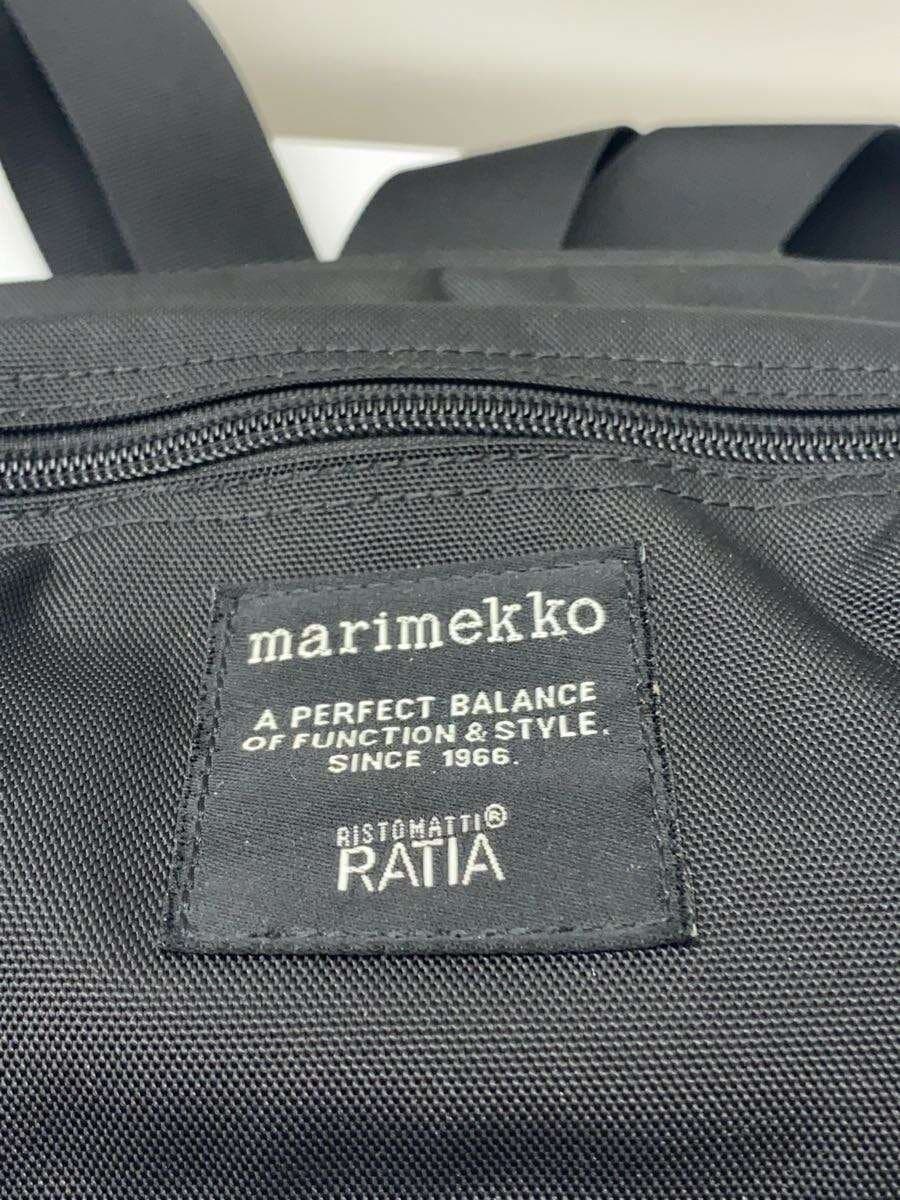 marimekko
A PERFECT BALANCE
OF FUNCTION & STYLE.
SINCE 1966.
RISTOMATTI®
RATIA